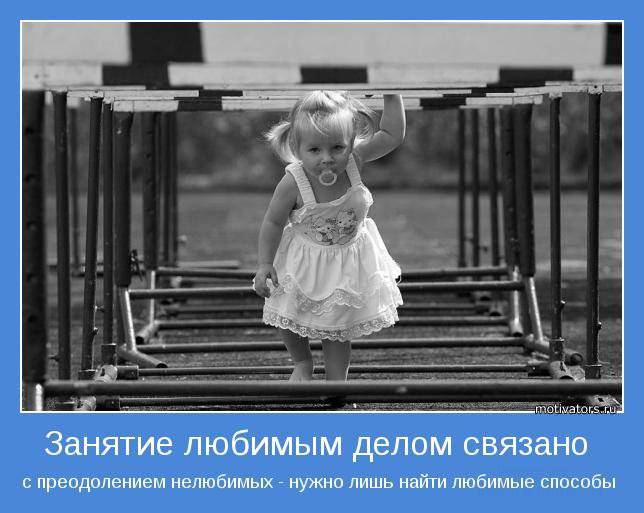 motivators.ru
Занятие любимым делом связано
с преодолением нелюбимых - нужно лишь найти любимые способы